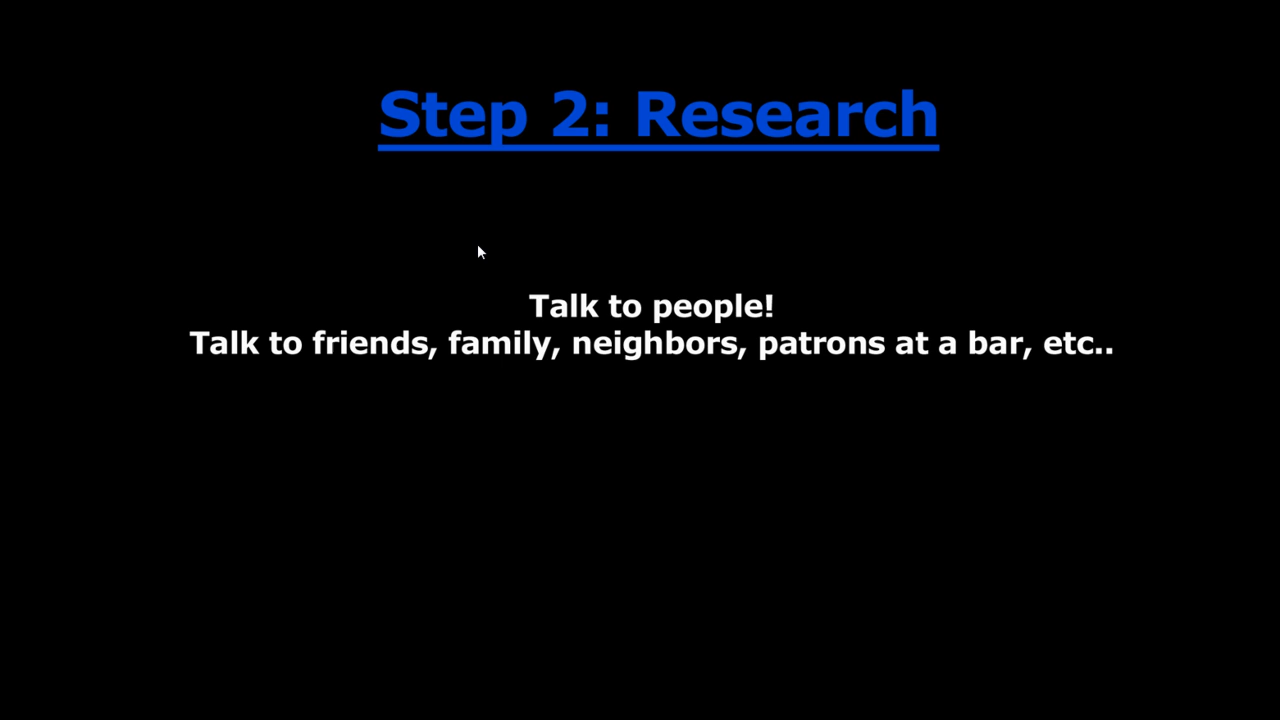 Step 2: Research
Talk to people!
Talk to friends, family, neighbors, patrons at a bar, etc..